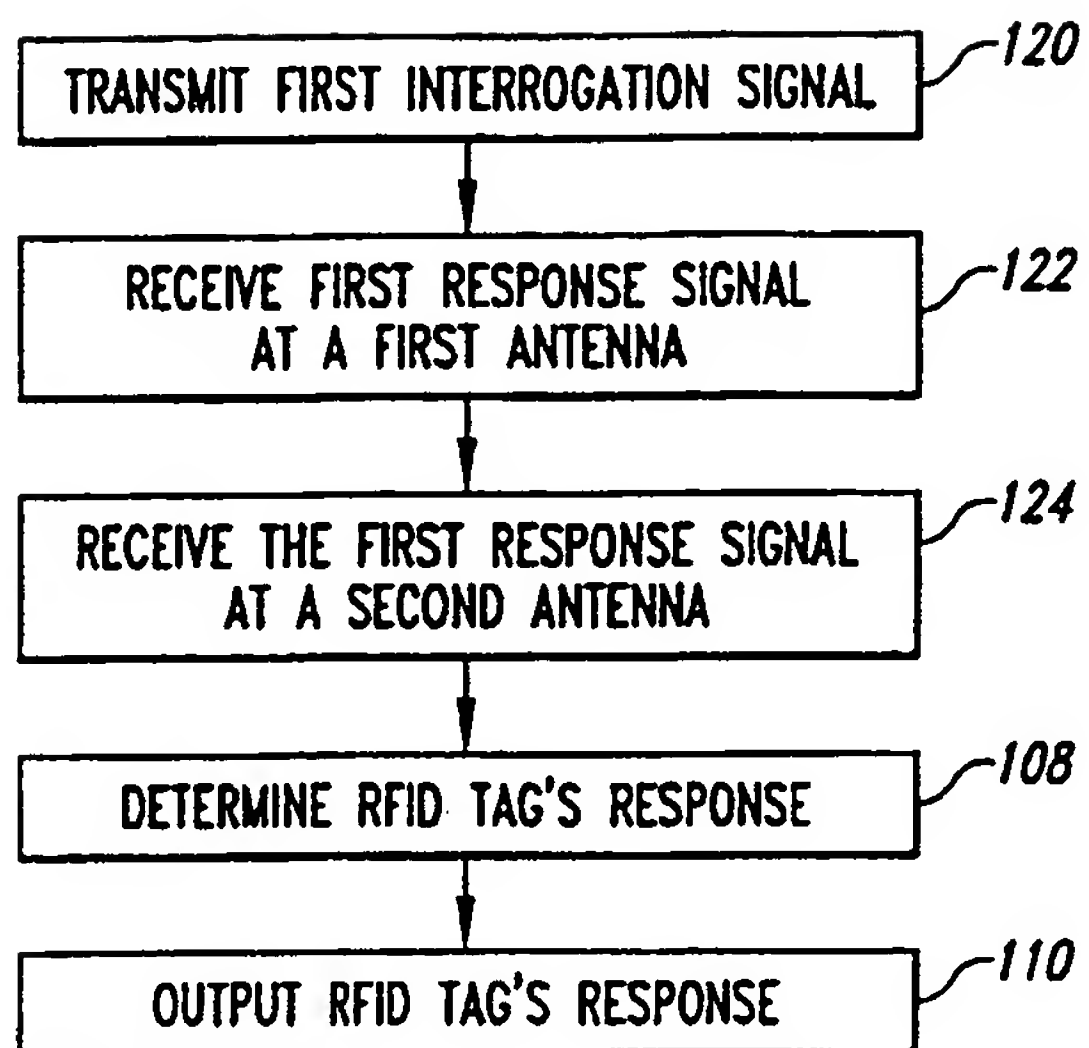 TRANSMIT FIRST INTERROGATION SIGNAL
120
RECEIVE FIRST RESPONSE SIGNAL
AT A FIRST ANTENNA
122
RECEIVE THE FIRST RESPONSE SIGNAL
AT A SECOND ANTENNA
124
DETERMINE RFID TAG'S RESPONSE
108
OUTPUT RFID TAG'S RESPONSE
110